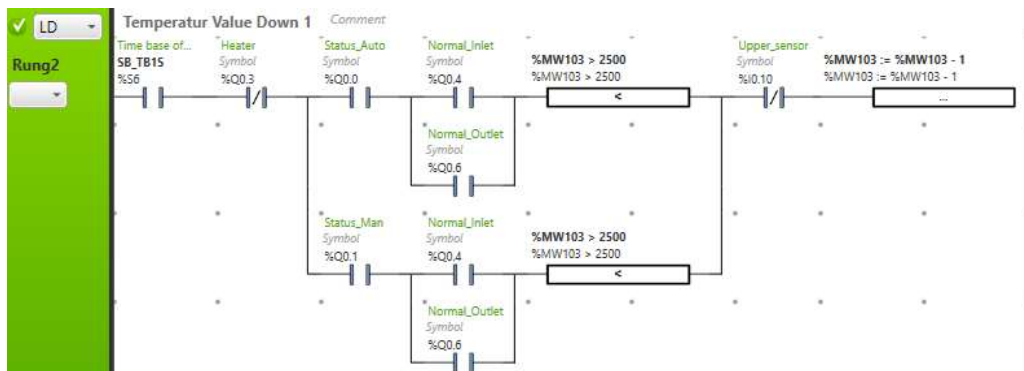 LD
Temperatur Value Down 1 Comment
Rung2
Time base of... Heater Status_Auto Normal_Inlet Upper_sensor
SB_TB1S Symbol Symbol Symbol %MW103 > 2500 Symbol %MW103 := %MW103 - 1
%S6 %Q0.3 %Q0.0 %Q0.4 %MW103 > 2500 %I0.10 %MW103 := %MW103 - 1
< ...
Normal_Outlet
Symbol
%Q0.6
Status_Man Normal_Inlet
Symbol Symbol %MW103 > 2500
%Q0.1 %Q0.4 %MW103 > 2500
<
Normal_Outlet
Symbol
%Q0.6